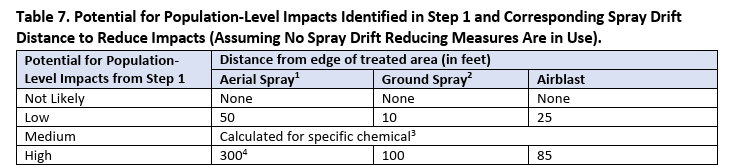 Table 7. Potential for Population-Level Impacts Identified in Step 1 and Corresponding Spray Drift
Distance to Reduce Impacts (Assuming No Spray Drift Reducing Measures Are in Use).
Potential for Population-Level Impacts from Step 1 Distance from edge of treated area (in feet)
Aerial Spray¹ Ground Spray² Airblast
Not Likely None None None
Low 50 10 25
Medium Calculated for specific chemical³
High 300⁴ 100 85